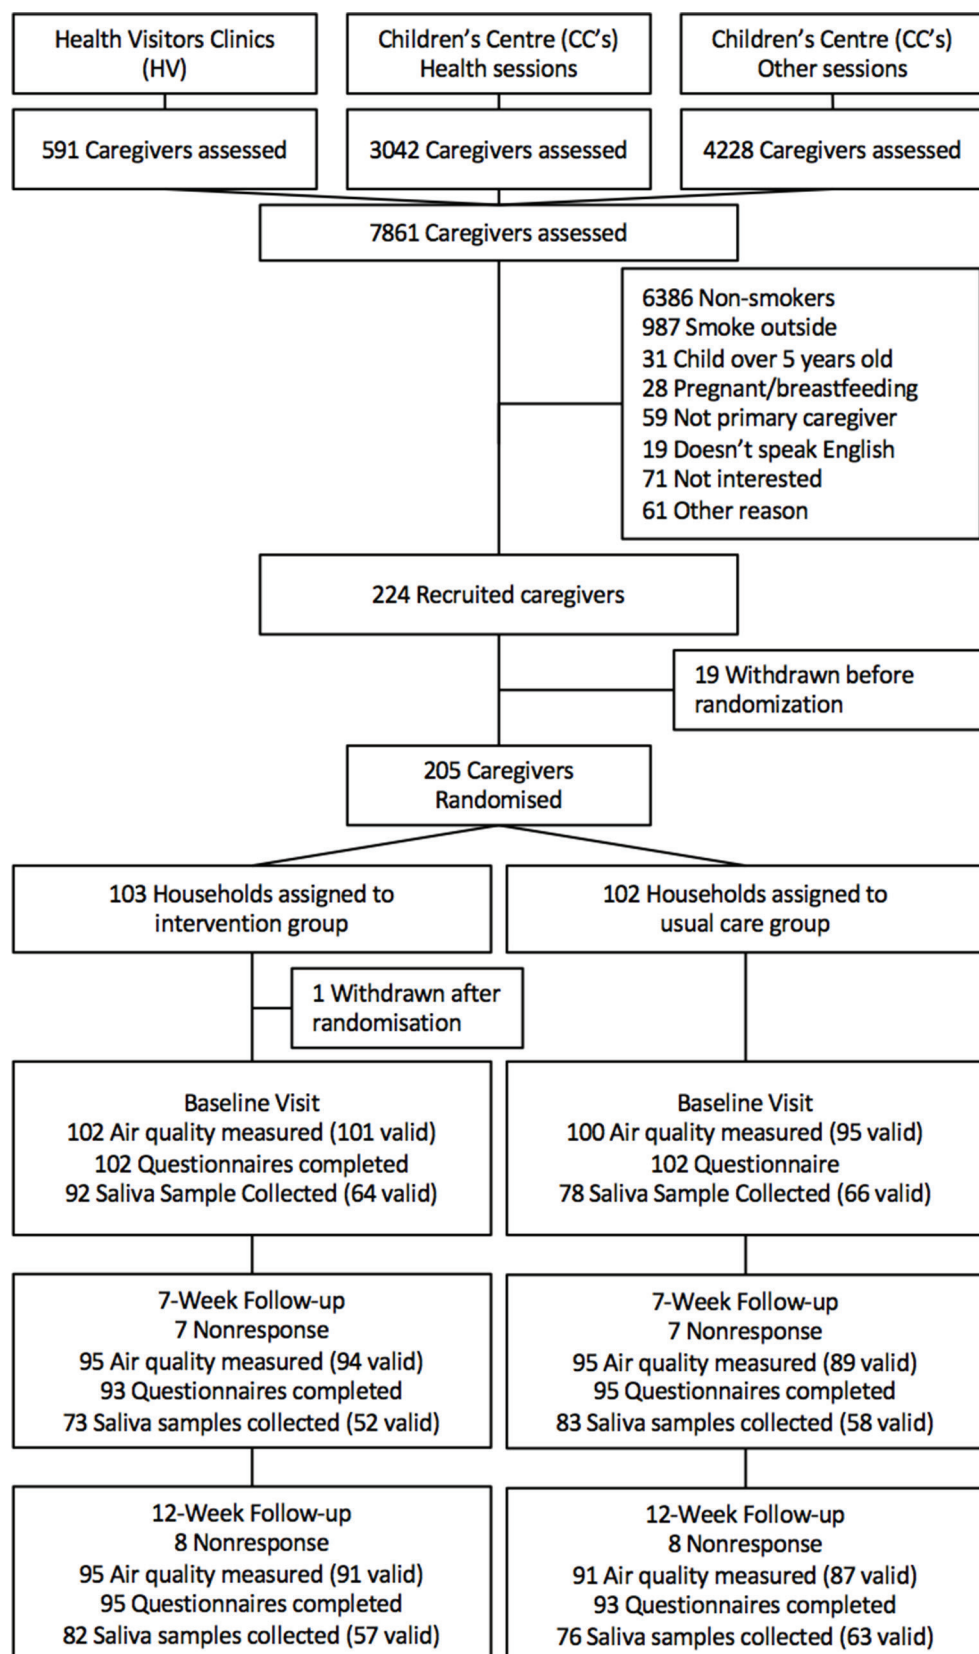 Health Visitors Clinics
(HV)
Children's Centre (CC's)
Health sessions
Children's Centre (CC's)
Other sessions
591 Caregivers assessed
3042 Caregivers assessed
4228 Caregivers assessed
7861 Caregivers assessed
6386 Non-smokers
987 Smoke outside
31 Child over 5 years old
28 Pregnant/breastfeeding
59 Not primary caregiver
19 Doesn't speak English
71 Not interested
61 Other reason
224 Recruited caregivers
19 Withdrawn before
randomization
205 Caregivers
Randomised
103 Households assigned to
intervention group
102 Households assigned to
usual care group
1 Withdrawn after
randomisation
Baseline Visit
102 Air quality measured (101 valid)
102 Questionnaires completed
92 Saliva Sample Collected (64 valid)
Baseline Visit
100 Air quality measured (95 valid)
102 Questionnaire
78 Saliva Sample Collected (66 valid)
7-Week Follow-up
7 Nonresponse
95 Air quality measured (94 valid)
93 Questionnaires completed
73 Saliva samples collected (52 valid)
7-Week Follow-up
7 Nonresponse
95 Air quality measured (89 valid)
95 Questionnaires completed
83 Saliva samples collected (58 valid)
12-Week Follow-up
8 Nonresponse
95 Air quality measured (91 valid)
95 Questionnaires completed
82 Saliva samples collected (57 valid)
12-Week Follow-up
8 Nonresponse
91 Air quality measured (87 valid)
93 Questionnaires completed
76 Saliva samples collected (63 valid)